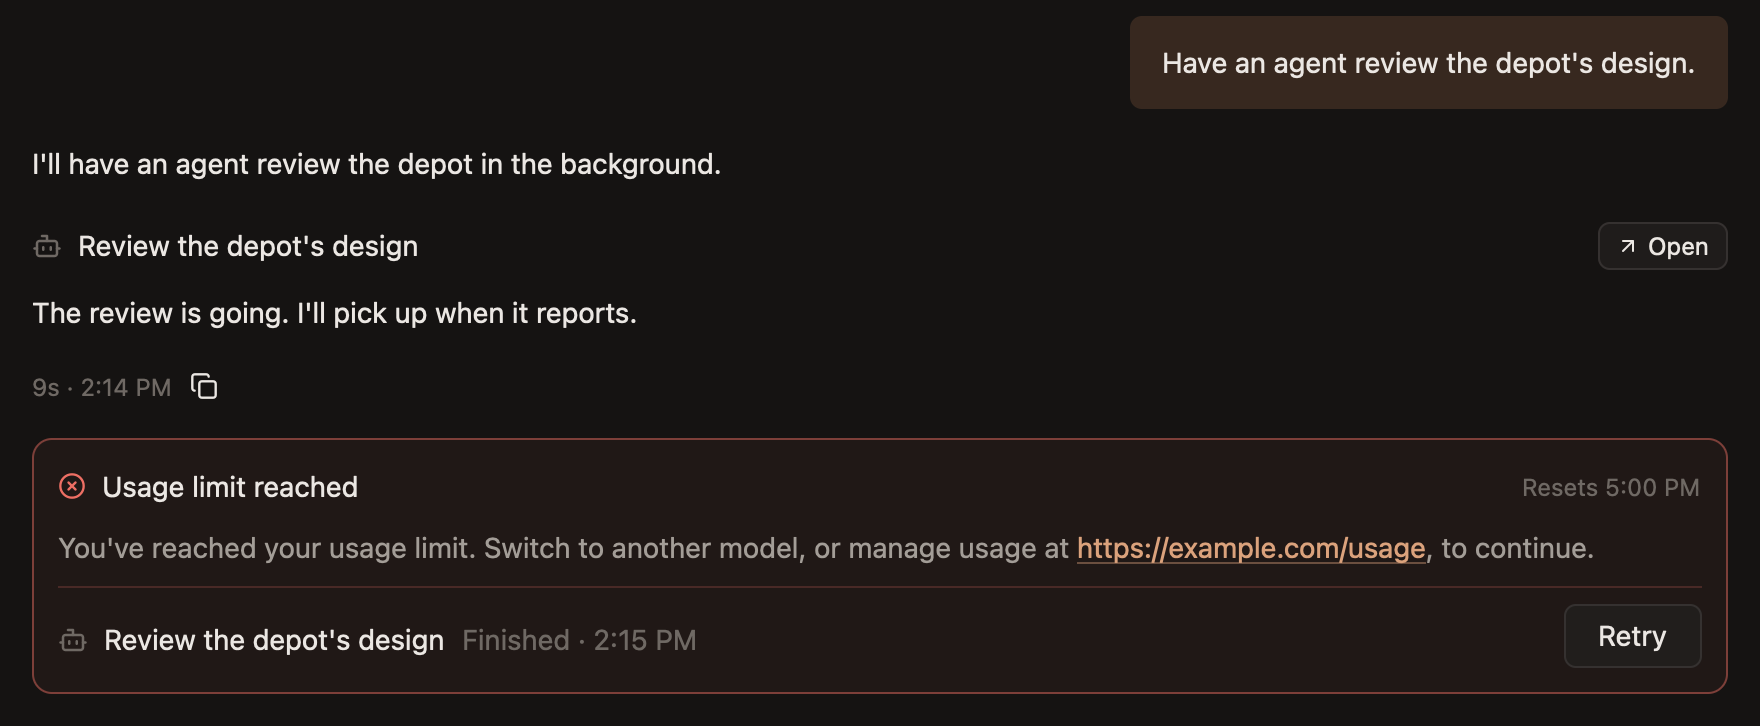 Have an agent review the depot's design.
I'll have an agent review the depot in the background.
Review the depot's design
Open
The review is going. I'll pick up when it reports.
9s · 2:14 PM
Usage limit reached
Resets 5:00 PM
You've reached your usage limit. Switch to another model, or manage usage at https://example.com/usage, to continue.
Review the depot's design Finished · 2:15 PM
Retry